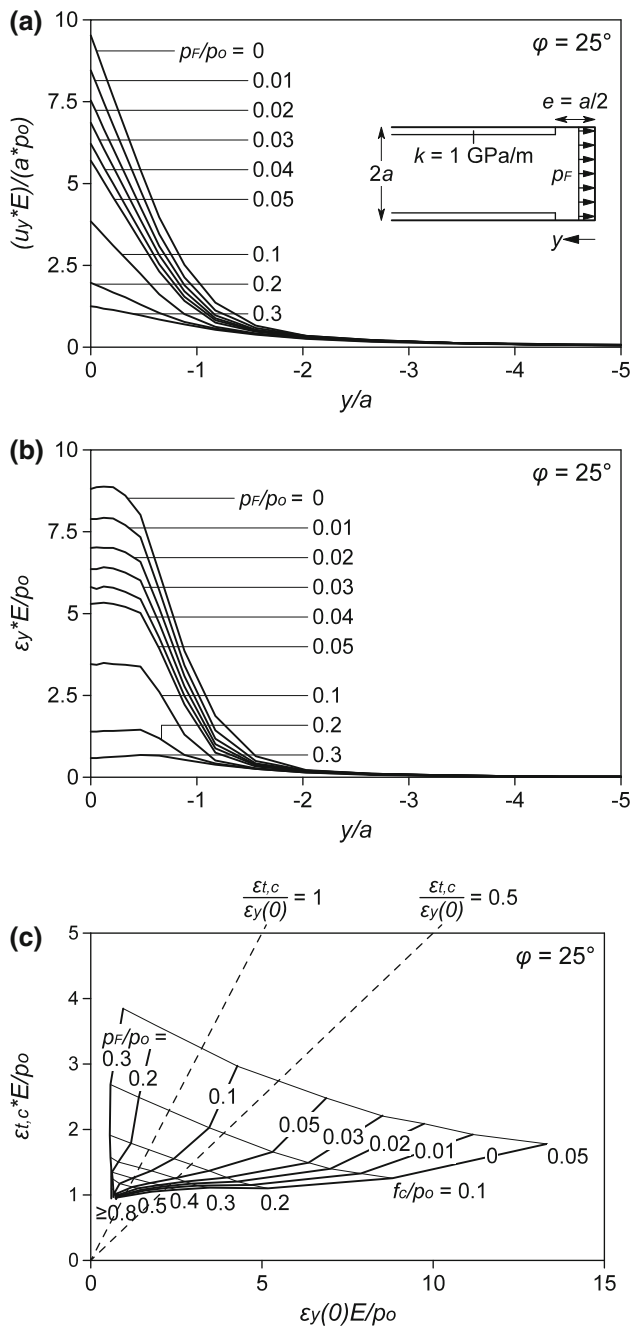 (a)
10
7.5
5
2.5
0
(uy*E)/(a*po)
pF/po = 0
0.01
0.02
0.03
0.04
0.05
0.1
0.2
0.3
φ = 25°
e = a/2
k = 1 GPa/m
2a
pF
y
0 -1 -2 -3 -4 -5
y/a
(b)
10
7.5
5
2.5
0
εy*E/po
pF/po = 0
0.01
0.02
0.03
0.04
0.05
0.1
0.2
0.3
φ = 25°
0 -1 -2 -3 -4 -5
y/a
εt,c/εy(0) = 1
εt,c/εy(0) = 0.5
(c)
5
4
3
2
1
0
εt,c*E/po
φ = 25°
pF/po =
0.3
0.2
0.1
0.05
0.03
0.02
0.01
0
0.05
fc/po = 0.1
0.2
0.3
0.4
0.5
≥0.8
0 5 10 15
εy(0)E/po